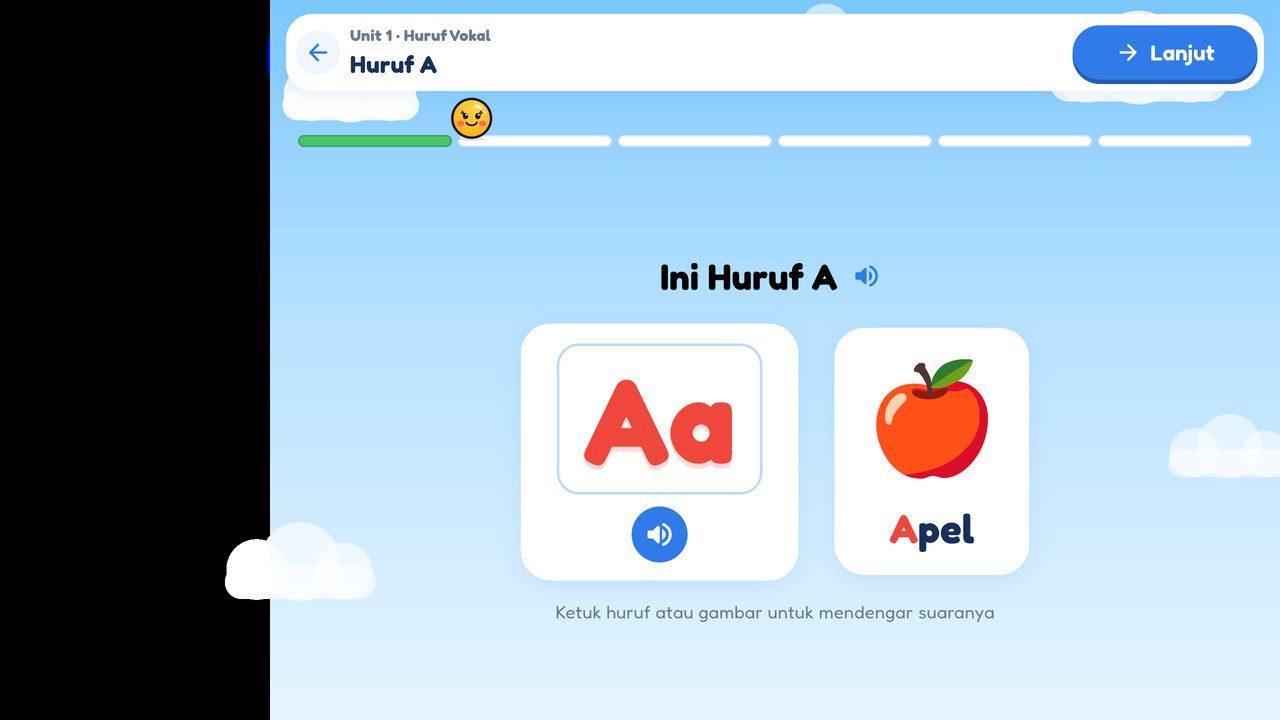 Unit 1 · Huruf Vokal
Huruf A
Lanjut
Ini Huruf A
Aa
Apel
Ketuk huruf atau gambar untuk mendengar suaranya